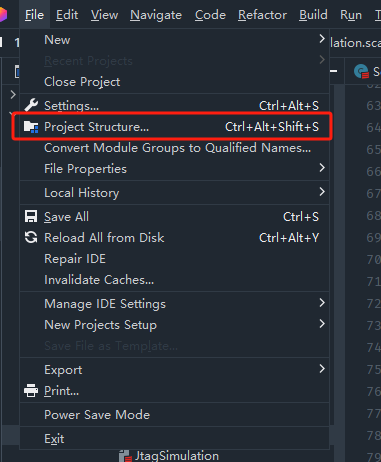 File Edit View Navigate Code Refactor Build Run T
1
New
lation.sca
Recent Projects
Close Project
Settings... Ctrl+Alt+S
63
Project Structure... Ctrl+Alt+Shift+S
64
Convert Module Groups to Qualified Names...
65
File Properties
66
67
Local History
68
Save All Ctrl+S
69
Reload All from Disk Ctrl+Alt+Y
70
Repair IDE
71
Invalidate Caches...
72
Manage IDE Settings
73
New Projects Setup
74
Save File as Template...
75
Export
76
Print...
77
Power Save Mode
78
Exit
JtagSimulation
79